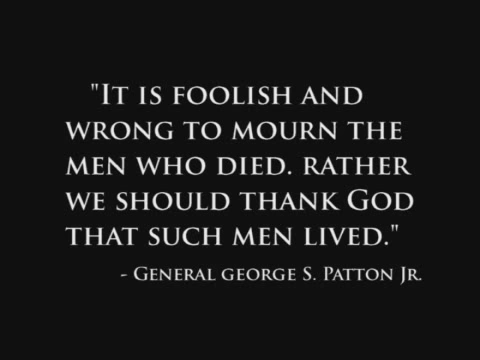 "It is foolish and
wrong to mourn the
men who died. rather
we should thank God
that such men lived."
- General george S. Patton Jr.